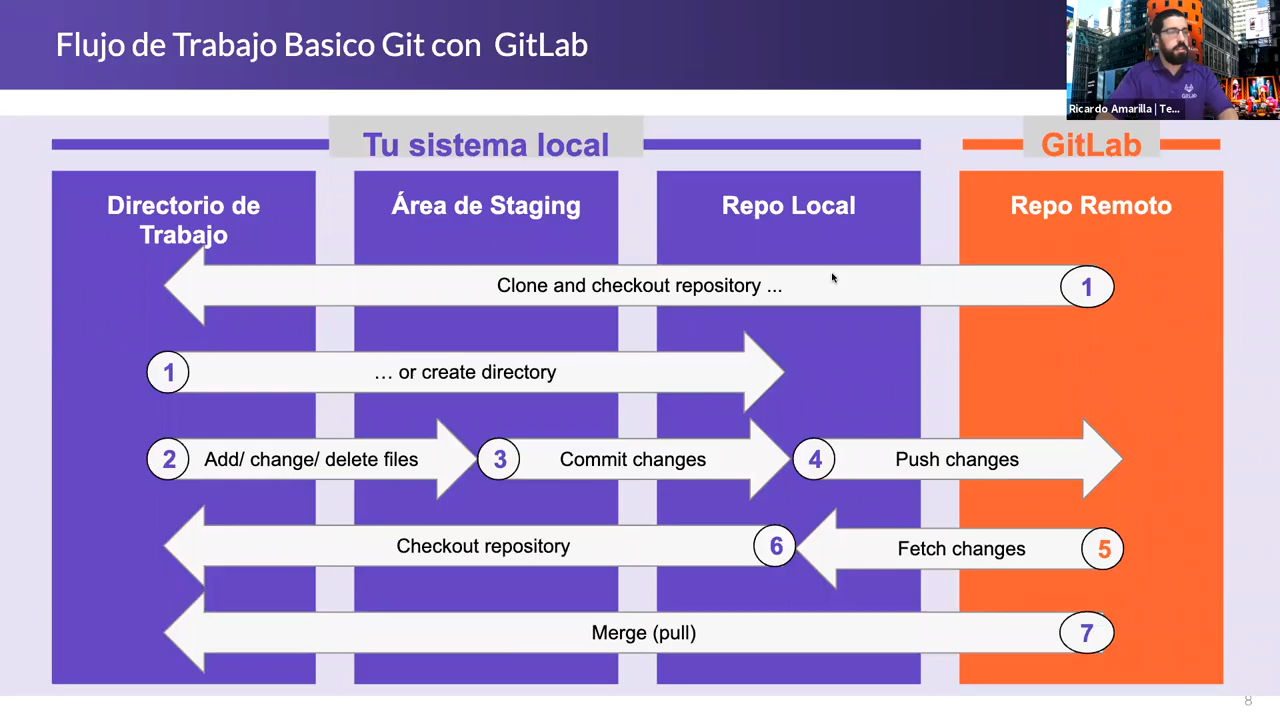 Flujo de Trabajo Basico Git con GitLab
GITLAB
Ricardo Amarilla | Te...
Tu sistema local
GitLab
Directorio de
Trabajo
Área de Staging
Repo Local
Repo Remoto
Clone and checkout repository ...
1
1
… or create directory
2
Add/ change/ delete files
3
Commit changes
4
Push changes
Checkout repository
6
Fetch changes
5
Merge (pull)
7
8